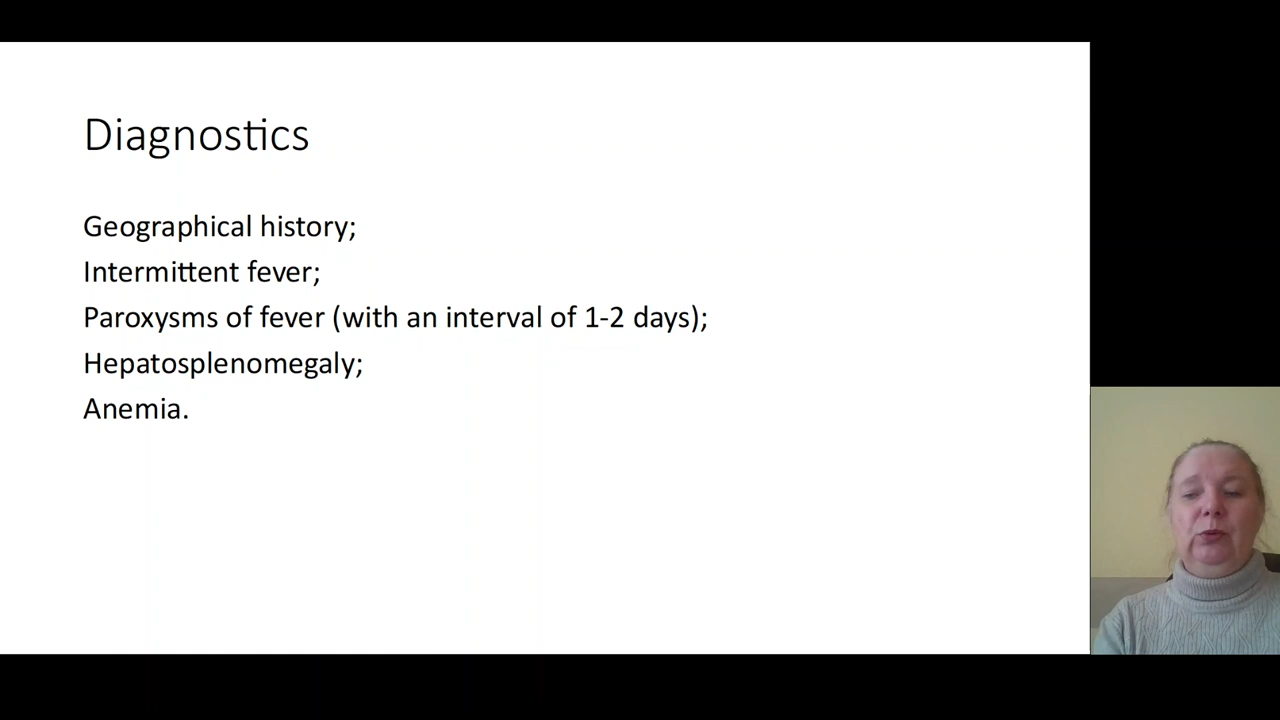 Diagnostics
Geographical history;
Intermittent fever;
Paroxysms of fever (with an interval of 1-2 days);
Hepatosplenomegaly;
Anemia.